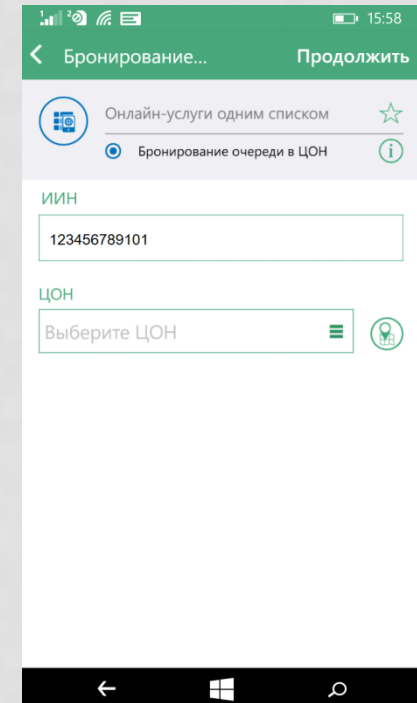 15:58
Бронирование... Продолжить
Онлайн-услуги одним списком
Бронирование очереди в ЦОН
ИИН
123456789101
ЦОН
Выберите ЦОН